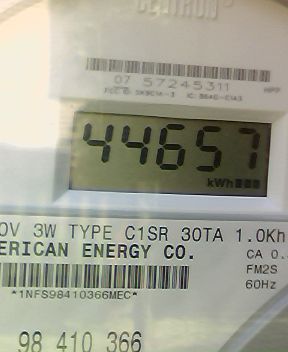 CENTRON®
07 57245311
44657
kWh
0V 3W TYPE C1SR 30TA 1.0Kh
ERICAN ENERGY CO. CA 0.
FM2S
*1NFS98410366MEC* 60Hz
98 410 366